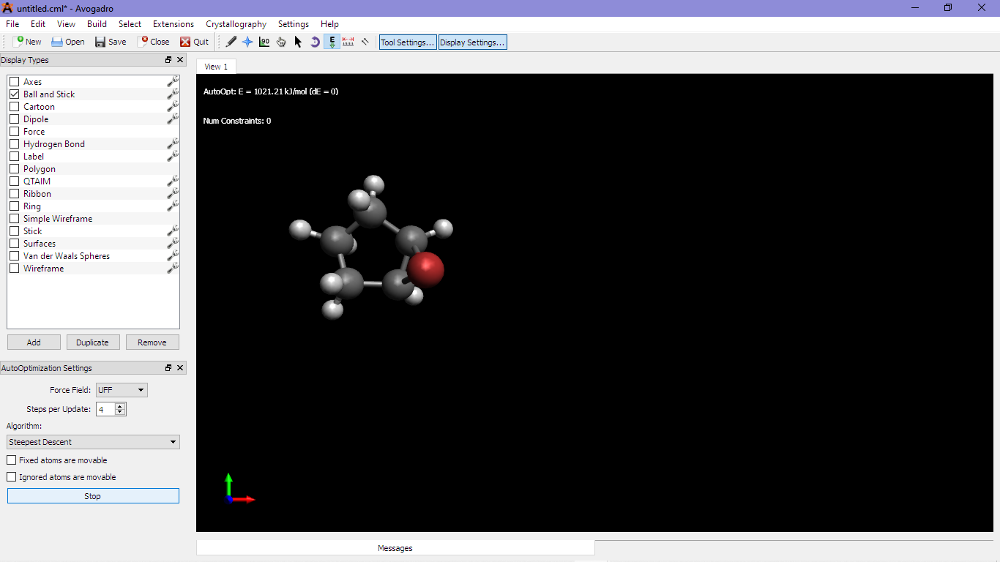 untitled.cml* - Avogadro
File Edit View Build Select Extensions Crystallography Settings Help
New Open Save Close Quit 90 E Tool Settings... Display Settings...
Display Types
View 1
Axes
Ball and Stick
Cartoon
Dipole
Force
Hydrogen Bond
Label
Polygon
QTAIM
Ribbon
Ring
Simple Wireframe
Stick
Surfaces
Van der Waals Spheres
Wireframe
Add Duplicate Remove
AutoOptimization Settings
Force Field: UFF
Steps per Update: 4
Algorithm:
Steepest Descent
Fixed atoms are movable
Ignored atoms are movable
Stop
AutoOpt: E = 1021.21 kJ/mol (dE = 0)
Num Constraints: 0
Messages